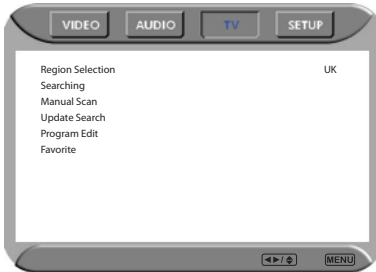 VIDEO AUDIO TV SETUP
Region Selection UK
Searching
Manual Scan
Update Search
Program Edit
Favorite
◀▶/◆ MENU